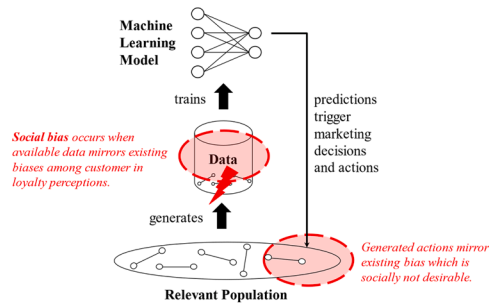 Machine
Learning
Model
trains
predictions
trigger
marketing
decisions
and actions
Social bias occurs when
available data mirrors existing
biases among customer in
loyalty perceptions.
Data
generates
Generated actions mirror
existing bias which is
socially not desirable.
Relevant Population